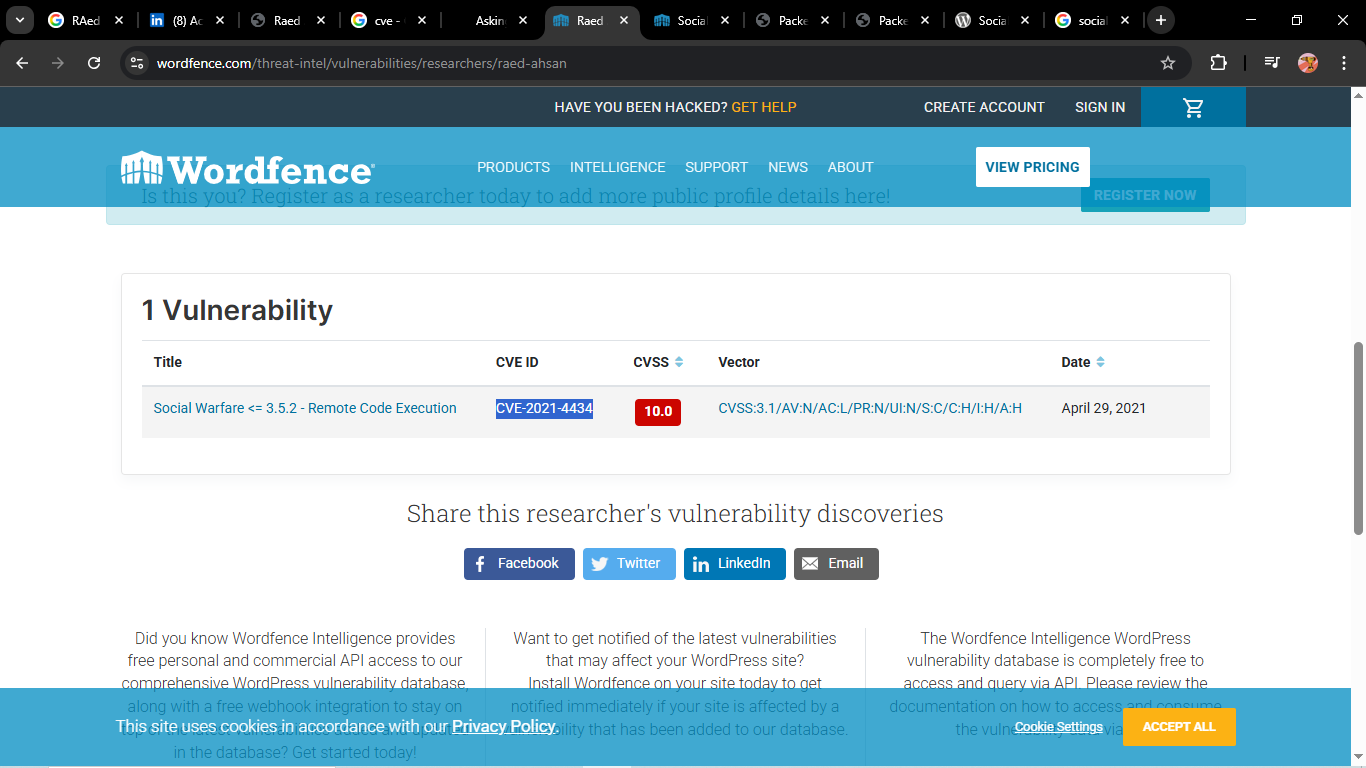 RAed
(8) Ac
Raed
cve -
Askin
Raed
Social
Packe
Packe
Socia
social
wordfence.com/threat-intel/vulnerabilities/researchers/raed-ahsan
HAVE YOU BEEN HACKED? GET HELP
CREATE ACCOUNT
SIGN IN
Wordfence
PRODUCTS
INTELLIGENCE
SUPPORT
NEWS
ABOUT
VIEW PRICING
Is this you? Register as a researcher today to add more public profile details here!
REGISTER NOW
1 Vulnerability
Title CVE ID CVSS Vector Date
Social Warfare <= 3.5.2 - Remote Code Execution CVE-2021-4434 10.0 CVSS:3.1/AV:N/AC:L/PR:N/UI:N/S:C/C:H/I:H/A:H April 29, 2021
Share this researcher's vulnerability discoveries
Facebook
Twitter
LinkedIn
Email
Did you know Wordfence Intelligence provides
free personal and commercial API access to our
comprehensive WordPress vulnerability database,
along with a free webhook integration to stay on
in the database? Get started today!
Want to get notified of the latest vulnerabilities
that may affect your WordPress site?
Install Wordfence on your site today to get
notified immediately if your site is affected by a
that has been added to our database.
The Wordfence Intelligence WordPress
vulnerability database is completely free to
access and query via API. Please review the
documentation on how to access and consume
the
This site uses cookies in accordance with our Privacy Policy.
Cookie Settings
ACCEPT ALL